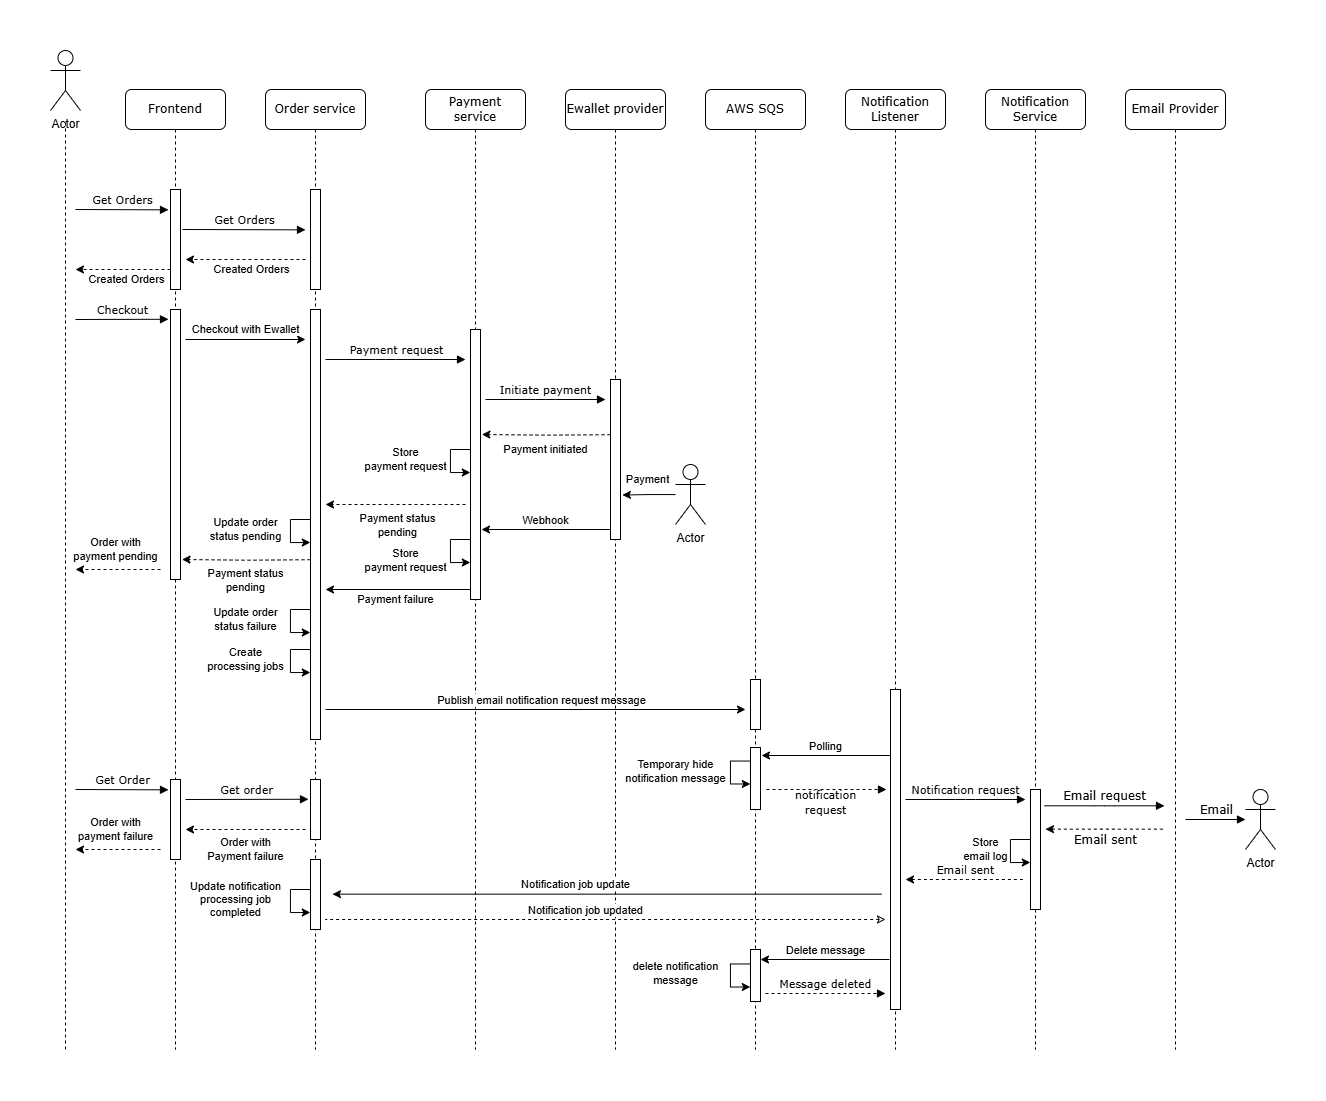 Actor
Frontend
Order service
Payment
service
Ewallet provider
AWS SQS
Notification
Listener
Notification
Service
Email Provider
Get Orders
Get Orders
Created Orders
Created Orders
Checkout
Checkout with Ewallet
Payment request
Initiate payment
Payment initiated
Store
payment request
Payment
Actor
Payment status
pending
Webhook
Update order
status pending
Order with
payment pending
Store
payment request
Payment status
pending
Payment failure
Update order
status failure
Create
processing jobs
Publish email notification request message
Polling
Temporary hide
notification message
notification
request
Get Order
Get order
Notification request
Email request
Email
Actor
Order with
payment failure
Order with
Payment failure
Email sent
Store
email log
Email sent
Update notification
processing job
completed
Notification job update
Notification job updated
Delete message
delete notification
message
Message deleted